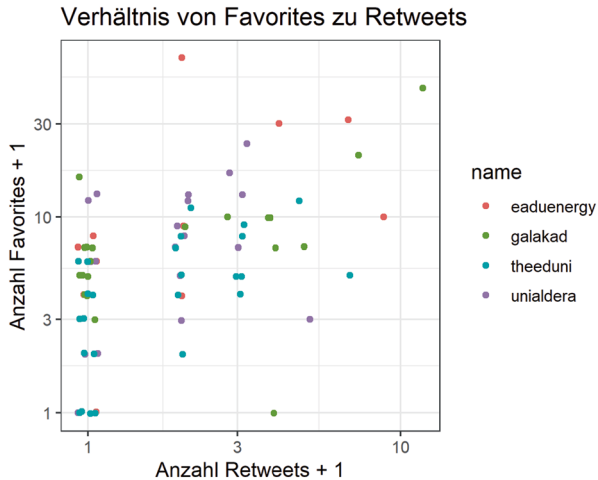 Verhältnis von Favorites zu Retweets
Anzahl Favorites + 1
30
10
3
1
1
3
10
Anzahl Retweets + 1
name
eaduenergy
galakad
theeduni
unialdera